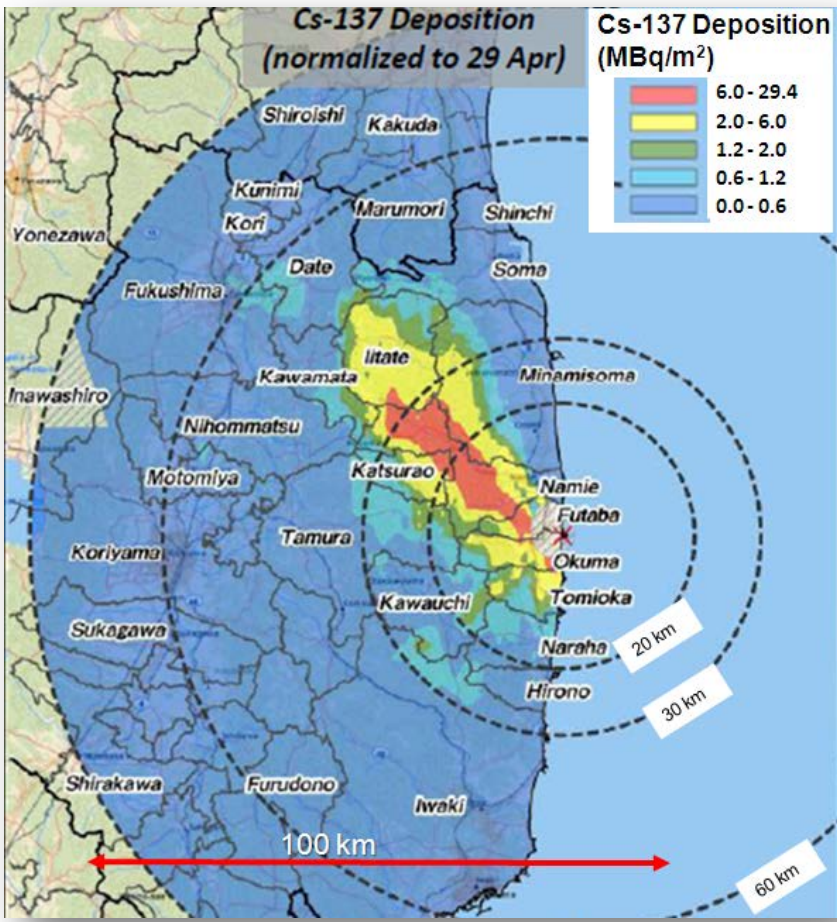 Cs-137 Deposition
(normalized to 29 Apr)
Cs-137 Deposition
(MBq/m²)
6.0 - 29.4
2.0 - 6.0
1.2 - 2.0
0.6 - 1.2
0.0 - 0.6
Shiroishi
Kakuda
Kunimi
Marumori
Shinchi
Kori
Yonezawa
Date
Soma
Fukushima
Iitate
Kawamata
Minamisoma
Inawashiro
Nihommatsu
Motomiya
Katsurao
Namie
Futaba
Koriyama
Tamura
Okuma
Kawauchi
Tomioka
Sukagawa
Naraha
20 km
Hirono
30 km
Shirakawa
Furudono
Iwaki
100 km
60 km